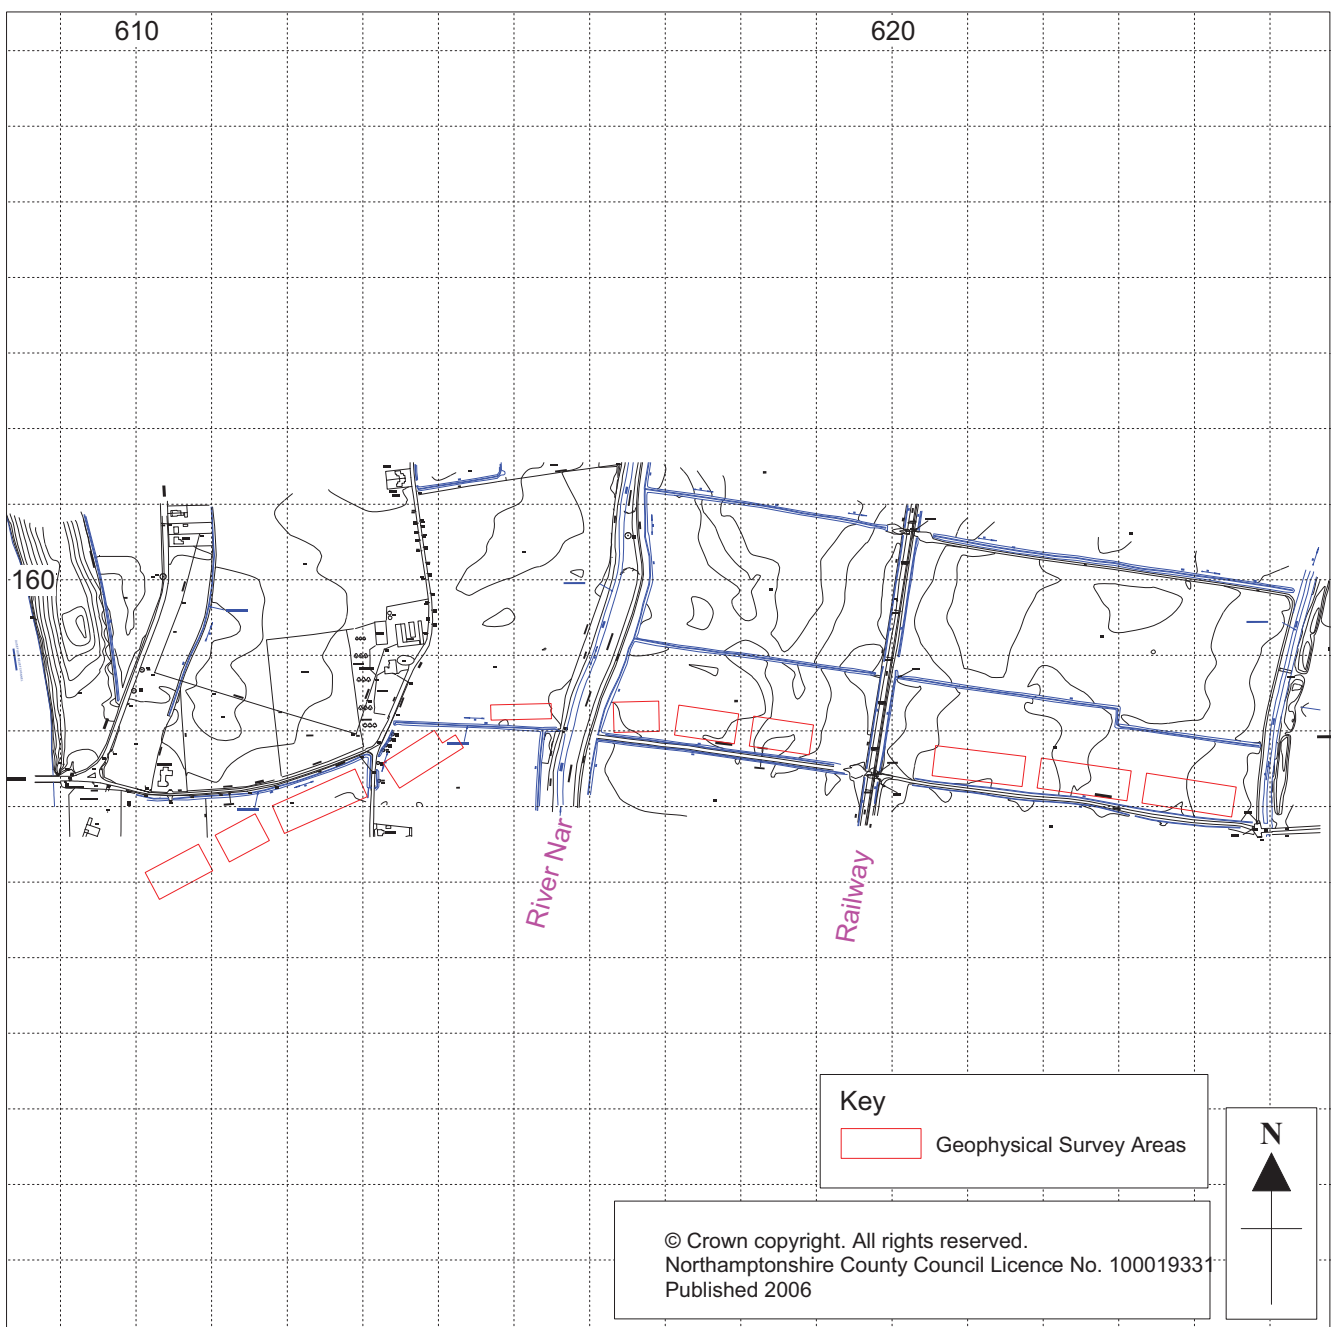 610
620
160
River Nar
Railway
Key
Geophysical Survey Areas
N
© Crown copyright. All rights reserved.
Northamptonshire County Council Licence No. 100019331
Published 2006